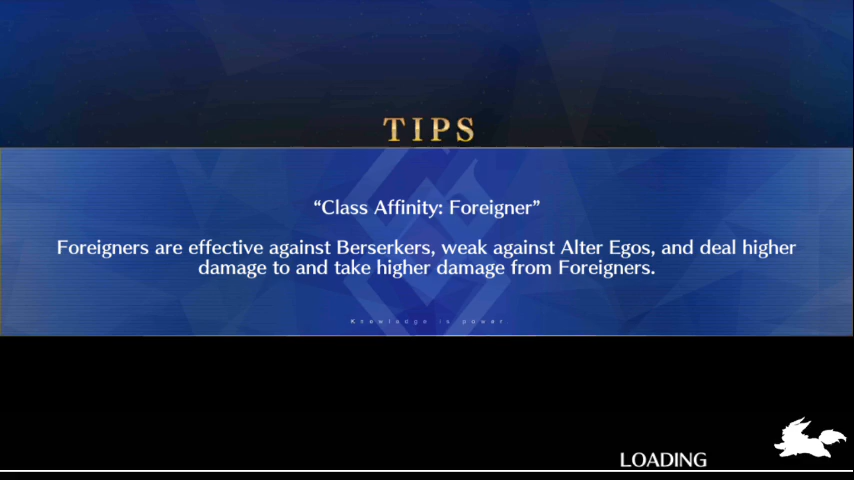 TIPS
“Class Affinity: Foreigner”
Foreigners are effective against Berserkers, weak against Alter Egos, and deal higher
damage to and take higher damage from Foreigners.
Knowledge is power
LOADING